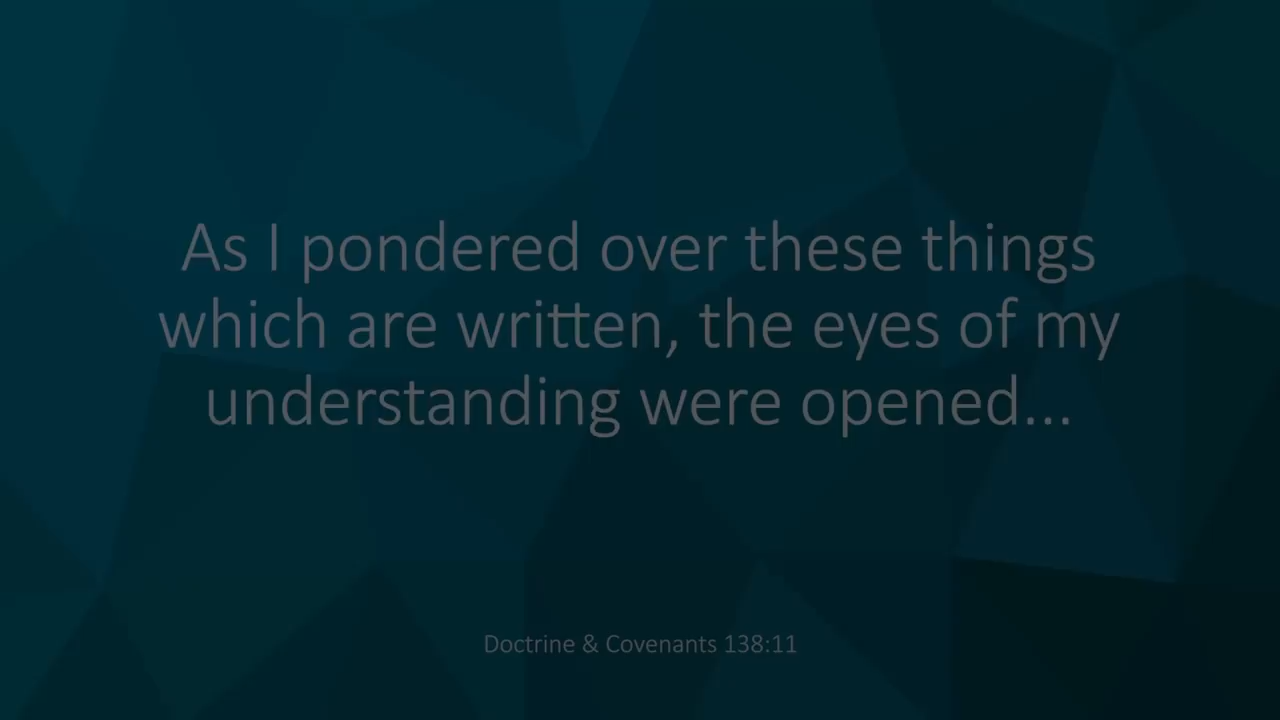 As I pondered over these things
which are written, the eyes of my
understanding were opened...
Doctrine & Covenants 138:11